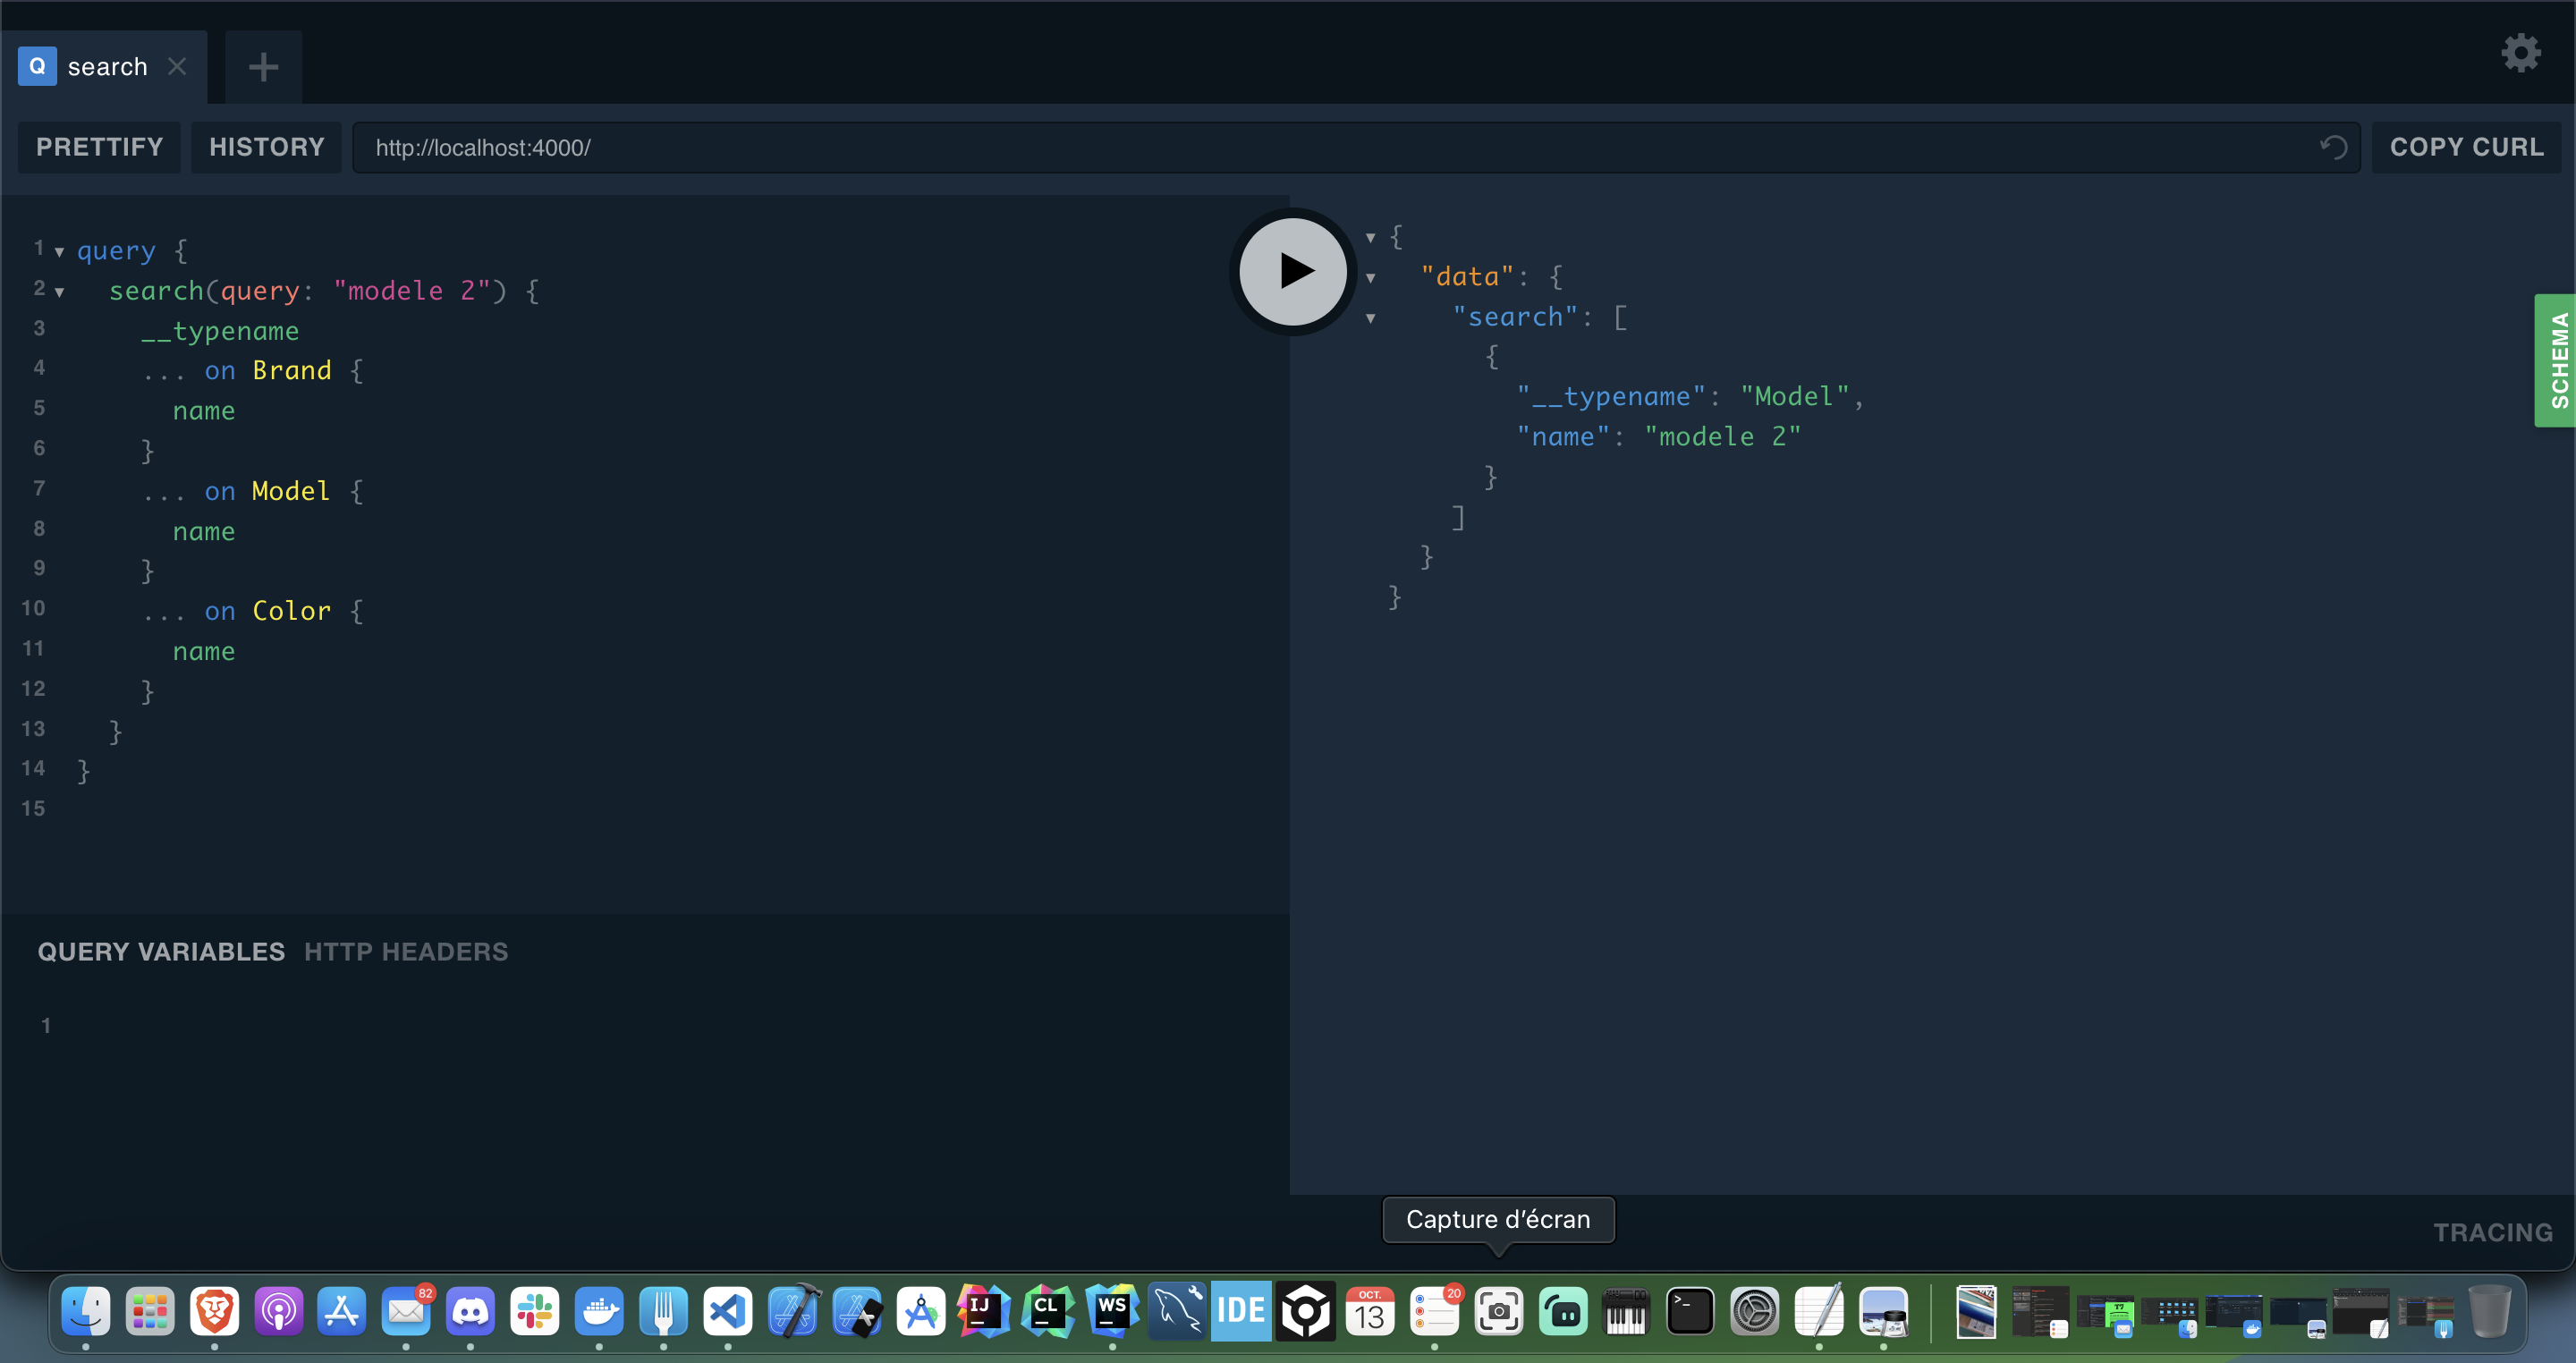 Q search
PRETTIFY HISTORY http://localhost:4000/ COPY CURL
1 query {
2 search(query: "modele 2") {
3 __typename
4 ... on Brand {
5 name
6 }
7 ... on Model {
8 name
9 }
10 ... on Color {
11 name
12 }
13 }
14 }
15
{
"data": {
"search": [
{
"__typename": "Model",
"name": "modele 2"
}
]
}
}
SCHEMA
QUERY VARIABLES HTTP HEADERS
1
Capture d’écran
TRACING
82 IJ CL WS IDE OCT. 13 20 >_ T7